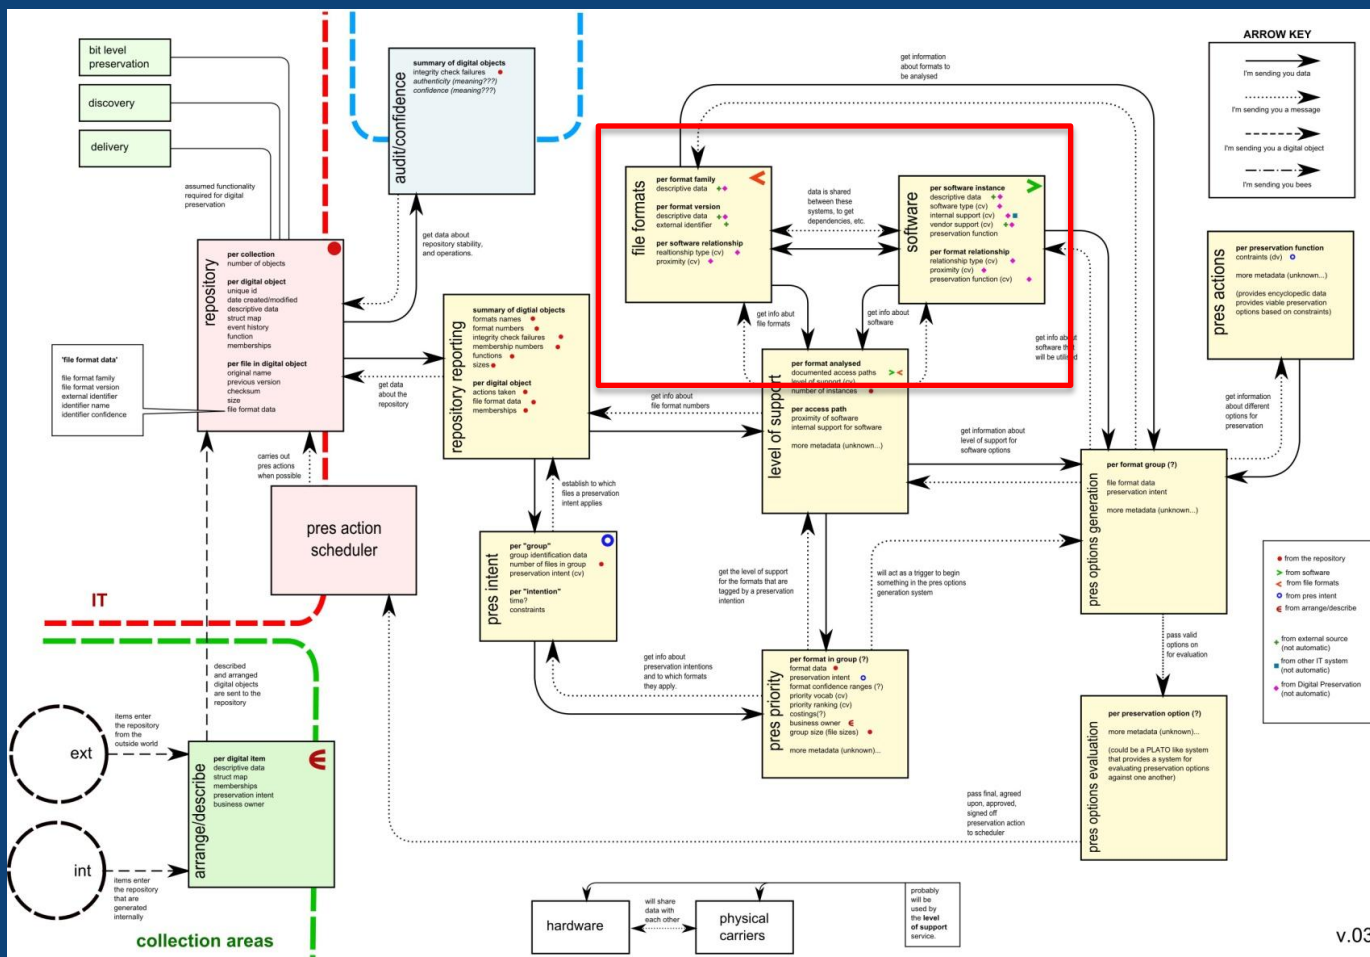 bit level
preservation
discovery
delivery
assumed functionality
required for digital
preservation
audit/confidence
summary of digital objects
integrity check failures
authenticity (meaning???)
confidence (meaning???)
get data about
repository stability,
and operations.
repository
per collection
number of objects
per digital object
unique id
date created/modified
descriptive data
struct map
event history
function
memberships
per file in digital object
original name
previous version
checksum
size
file format data
'file format data'
file format family
file format version
external identifier
identifier name
identifier confidence
carries out
pres actions
when possible
pres action
scheduler
IT
get data
about the
repository
repository reporting
summary of digtial objects
formats names
format numbers
integrity check failures
membership numbers
functions
sizes
per digital object
actions taken
file format data
memberships
get info about
file format numbers
establish to which
files a preservation
intent applies
pres intent
per "group"
group identification data
number of files in group
preservation intent (cv)
per "intention"
time?
constraints
get info about
preservation intentions
and to which formats
they apply.
get information
about formats to
be analysed
file formats
per format family
descriptive data
per format version
descriptive data
external identifier
per software relationship
realtionship type (cv)
proximity (cv)
data is shared
between these
systems, to get
dependencies, etc.
software
per software instance
descriptive data
software type (cv)
internal support (cv)
vendor support (cv)
preservation function
per format relationship
relationship type (cv)
proximity (cv)
preservation function (cv)
get info abut
file formats
get info about
software
get info about
software that
will be utilised
level of support
per format analysed
documented access paths
level of support (cv)
number of instances
per access path
proximity of software
internal support for software
more metadata (unknown...)
get information about
level of support for
software options
get the level of support
for the formats that are
tagged by a preservation
intention
will act as a trigger to begin
something in the pres options
generation system
pres priority
per format in group (?)
format data
preservation intent
format confidence ranges (?)
priority vocab (cv)
priority ranking (cv)
costings(?)
business owner
group size (file sizes)
more metadata (unknown)...
ARROW KEY
I'm sending you data
I'm sending you a message
I'm sending you a digital object
I'm sending you bees
pres actions
per preservation function
contraints (dv)
more metadata (unknown...)
(provides encyclopedic data
provides viable preservation
options based on constraints)
get information
about different
options for
preservation
pres options generation
per format group (?)
file format data
preservation intent
more metadata (unknown...)
pass valid
options on
for evaluation
from the repository
from software
from file formats
from pres intent
from arrange/describe
from external source
(not automatic)
from other IT system
(not automatic)
from Digital Preservation
(not automatic)
pres options evaluation
per preservation option (?)
more metadata (unknown)...
(could be a PLATO like system
that provides a system for
evaluating preservation options
against one another)
pass final, agreed
upon, approved,
signed off
preservation action
to scheduler
described
and arranged
digital objects
are sent to the
repository
items enter
the repository
from the
outside world
ext
int
items enter
the repository
that are
generated
internally
arrange/describe
per digital item
descriptive data
struct map
memberships
preservation intent
business owner
collection areas
hardware
will share
data with
each other
physical
carriers
probably
will be
used by
the level
of support
service.
v.03